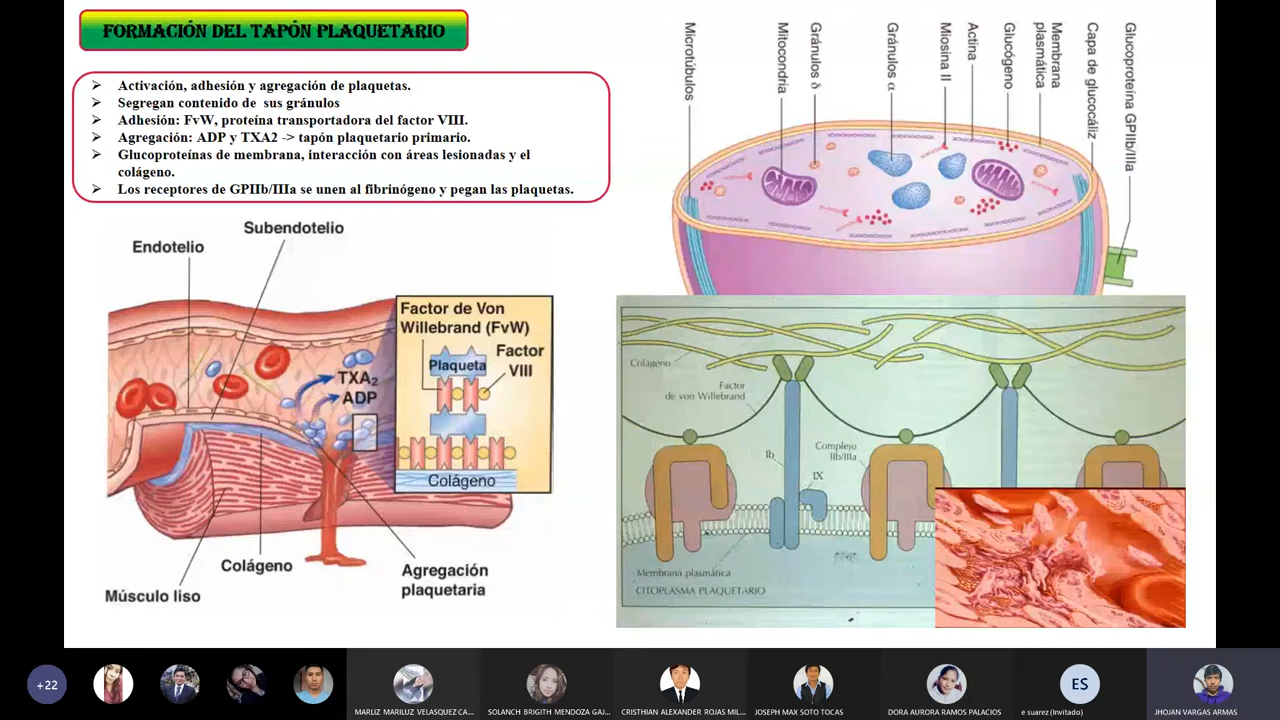 FORMACIÓN DEL TAPÓN PLAQUETARIO
➢ Activación, adhesión y agregación de plaquetas.
➢ Segregan contenido de sus gránulos
➢ Adhesión: FvW, proteína transportadora del factor VIII.
➢ Agregación: ADP y TXA2 -> tapón plaquetario primario.
➢ Glucoproteínas de membrana, interacción con áreas lesionadas y el
colágeno.
➢ Los receptores de GPIIb/IIIa se unen al fibrinógeno y pegan las plaquetas.
Microtúbulos
Mitocondria
Gránulos δ
Gránulos α
Miosina II
Actina
Glucógeno
Membrana
plasmática
Capa de glucocáliz
Glucoproteína GPIIb/IIIa
Subendotelio
Endotelio
Factor de Von
Willebrand (FvW)
Factor
VIII
Plaqueta
TXA2
ADP
Colágeno
Colágeno
Músculo liso
Agregación
plaquetaria
Colágeno
Factor
de von Willebrand
Ib
Complejo
IIb/IIIa
IX
Membrana plasmática
CITOPLASMA PLAQUETARIO
+22
MARLIZ MARILUZ VELASQUEZ CA...
SOLANCH BRIGITH MENDOZA GAJ...
CRISTHIAN ALEXANDER ROJAS MIL...
JOSEPH MAX SOTO TOCAS
DORA AURORA RAMOS PALACIOS
ES
e suarez (Invitado)
JHOJAN VARGAS ARMAS